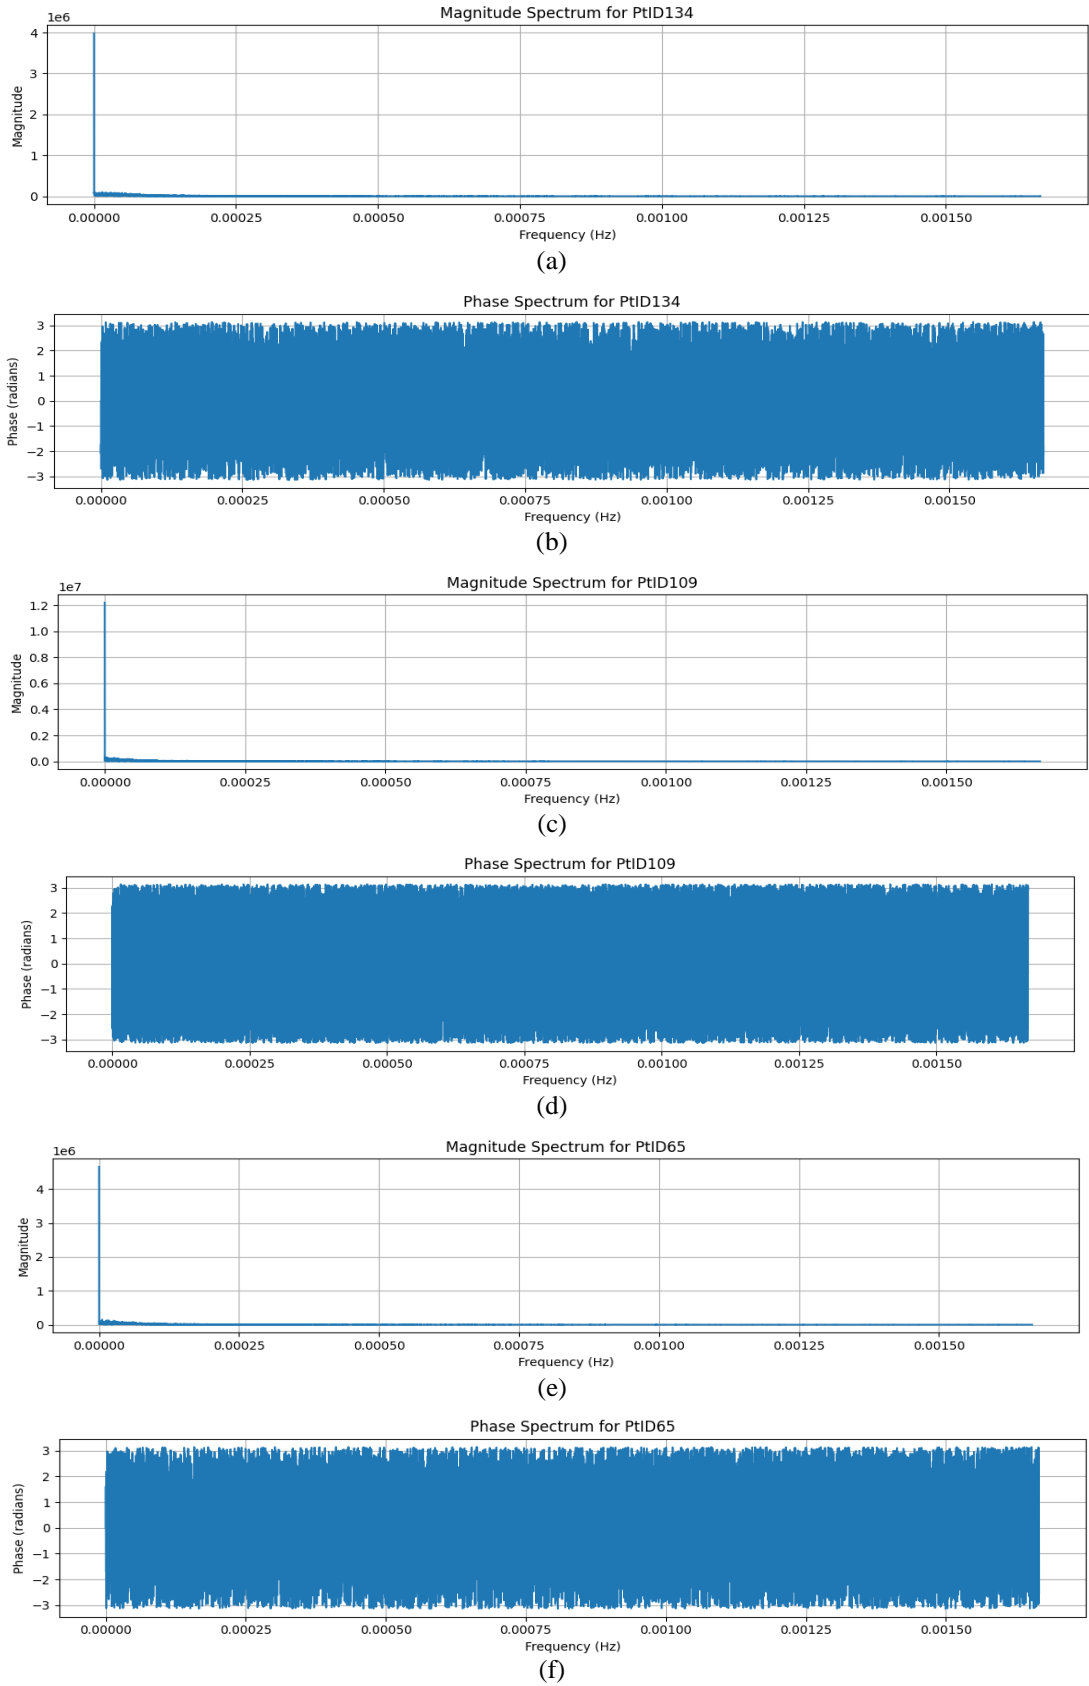 Magnitude Spectrum for PtID134
1e6
4
3
2
1
0
Magnitude
0.00000 0.00025 0.00050 0.00075 0.00100 0.00125 0.00150
Frequency (Hz)
(a)
Phase Spectrum for PtID134
3
2
1
0
−1
−2
−3
Phase (radians)
0.00000 0.00025 0.00050 0.00075 0.00100 0.00125 0.00150
Frequency (Hz)
(b)
Magnitude Spectrum for PtID109
1e7
1.2
1.0
0.8
0.6
0.4
0.2
0.0
Magnitude
0.00000 0.00025 0.00050 0.00075 0.00100 0.00125 0.00150
Frequency (Hz)
(c)
Phase Spectrum for PtID109
3
2
1
0
−1
−2
−3
Phase (radians)
0.00000 0.00025 0.00050 0.00075 0.00100 0.00125 0.00150
Frequency (Hz)
(d)
Magnitude Spectrum for PtID65
1e6
4
3
2
1
0
Magnitude
0.00000 0.00025 0.00050 0.00075 0.00100 0.00125 0.00150
Frequency (Hz)
(e)
Phase Spectrum for PtID65
3
2
1
0
−1
−2
−3
Phase (radians)
0.00000 0.00025 0.00050 0.00075 0.00100 0.00125 0.00150
Frequency (Hz)
(f)